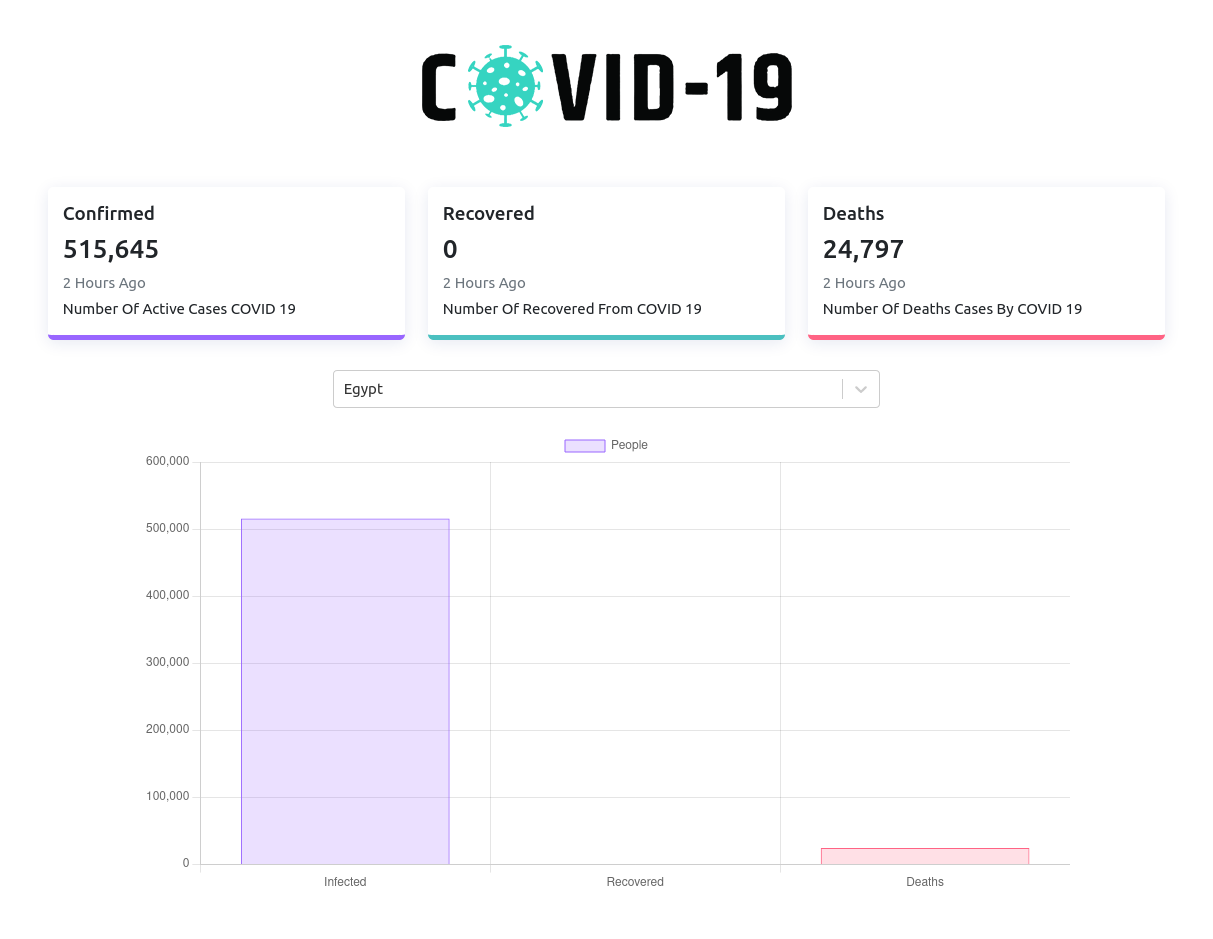 COVID-19
Confirmed
515,645
2 Hours Ago
Number Of Active Cases COVID 19
Recovered
0
2 Hours Ago
Number Of Recovered From COVID 19
Deaths
24,797
2 Hours Ago
Number Of Deaths Cases By COVID 19
Egypt
People
600,000
500,000
400,000
300,000
200,000
100,000
0
Infected
Recovered
Deaths